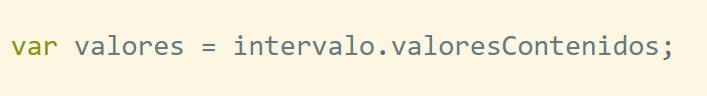 var valores = intervalo.valoresContenidos;